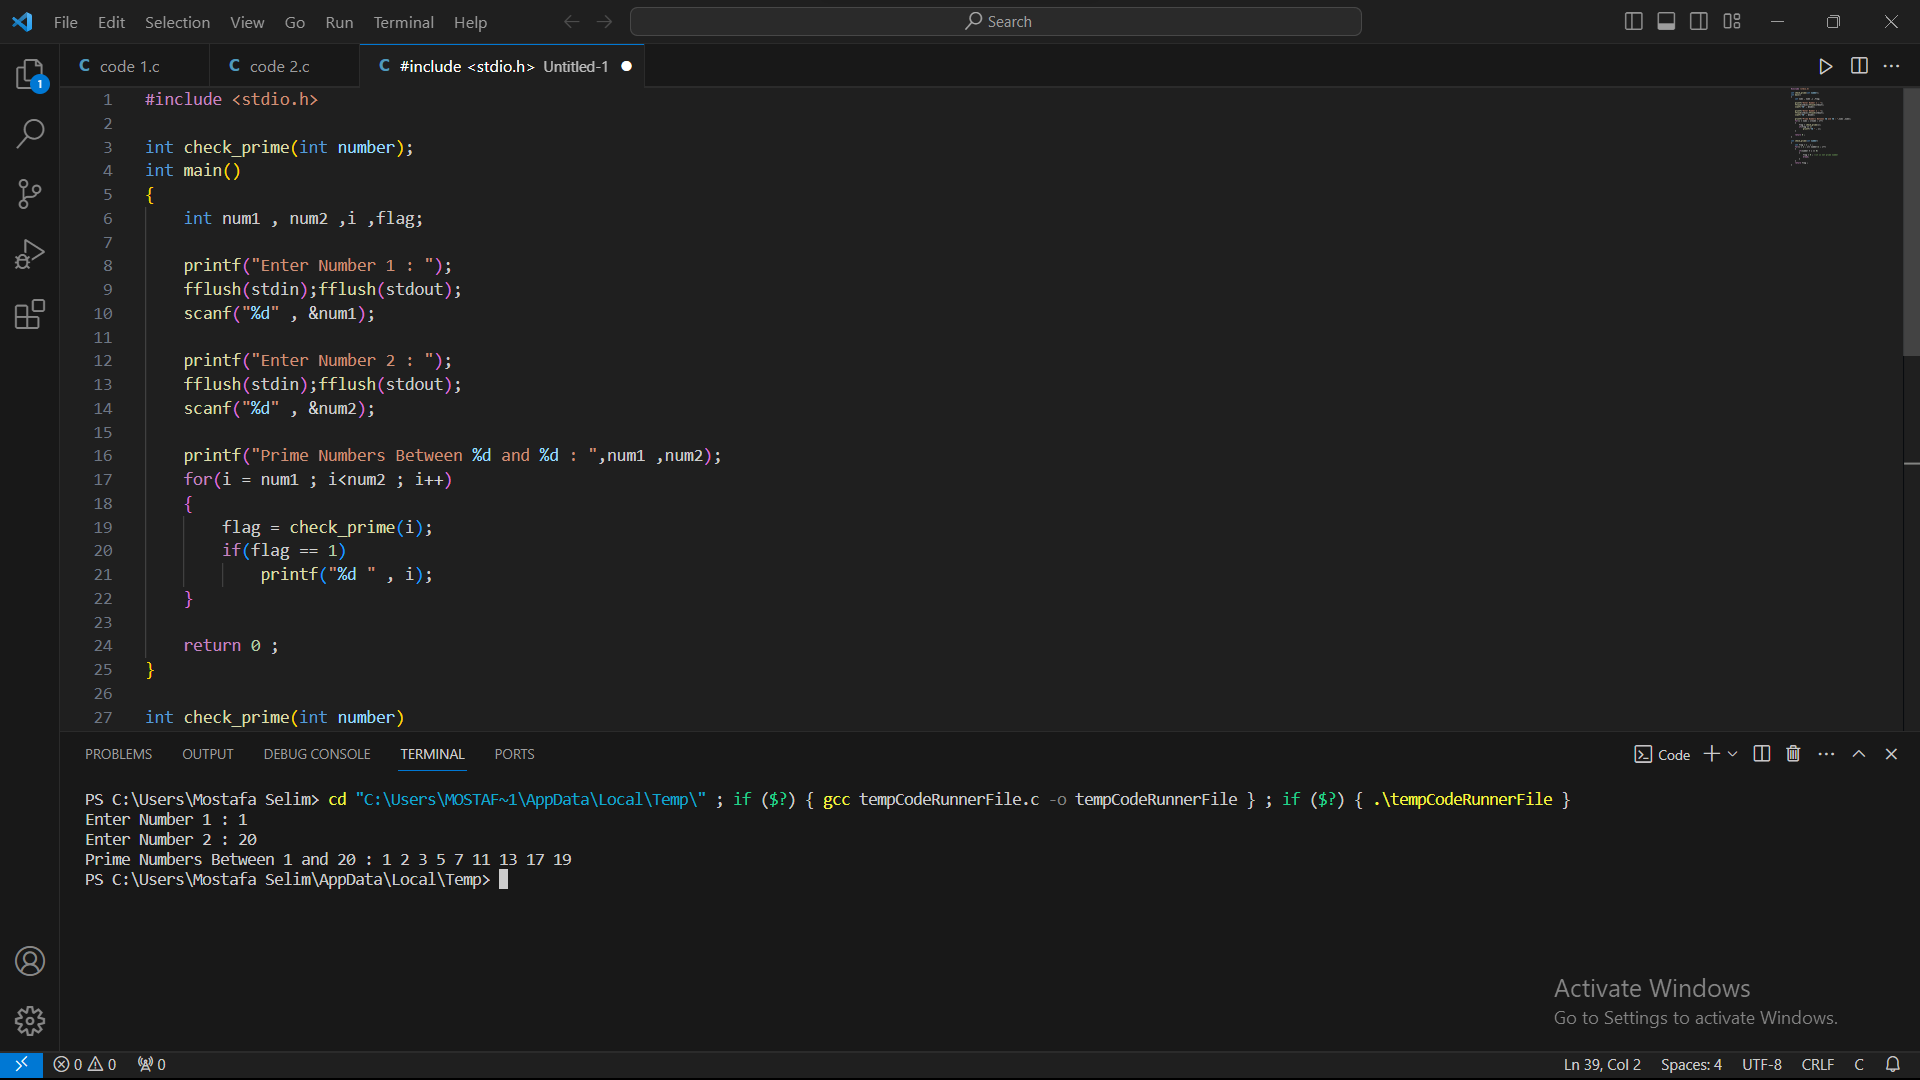 File Edit Selection View Go Run Terminal Help Search
C code 1.c C code 2.c C #include <stdio.h> Untitled-1
1
1 #include <stdio.h>
2
3 int check_prime(int number);
4 int main()
5 {
6 int num1 , num2 ,i ,flag;
7
8 printf("Enter Number 1 : ");
9 fflush(stdin);fflush(stdout);
10 scanf("%d" , &num1);
11
12 printf("Enter Number 2 : ");
13 fflush(stdin);fflush(stdout);
14 scanf("%d" , &num2);
15
16 printf("Prime Numbers Between %d and %d : ",num1 ,num2);
17 for(i = num1 ; i<num2 ; i++)
18 {
19 flag = check_prime(i);
20 if(flag == 1)
21 printf("%d " , i);
22 }
23
24 return 0 ;
25 }
26
27 int check_prime(int number)
PROBLEMS OUTPUT DEBUG CONSOLE TERMINAL PORTS Code
PS C:\Users\Mostafa Selim> cd "C:\Users\MOSTAF~1\AppData\Local\Temp\" ; if ($?) { gcc tempCodeRunnerFile.c -o tempCodeRunnerFile } ; if ($?) { .\tempCodeRunnerFile }
Enter Number 1 : 1
Enter Number 2 : 20
Prime Numbers Between 1 and 20 : 1 2 3 5 7 11 13 17 19
PS C:\Users\Mostafa Selim\AppData\Local\Temp>
Activate Windows
Go to Settings to activate Windows.
0 0 0 Ln 39, Col 2 Spaces: 4 UTF-8 CRLF C